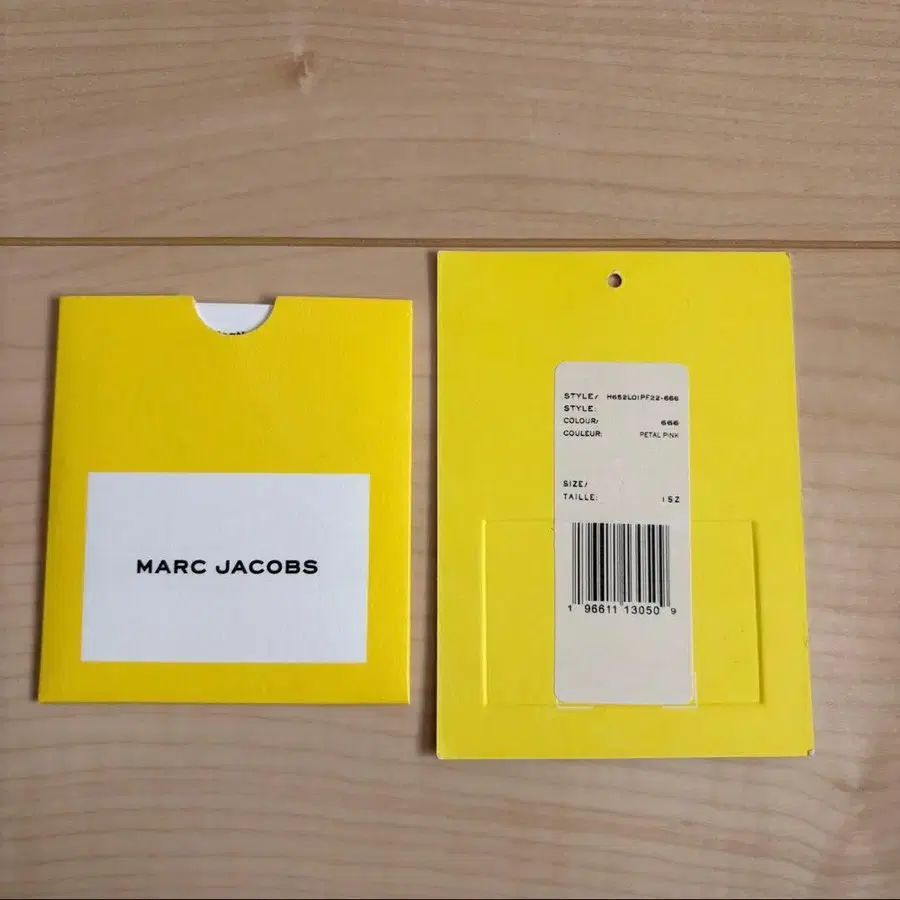 MARC JACOBS
STYLE/ H652L01PF22-666
STYLE:
COLOUR/ 666
COULEUR: PETAL PINK
SIZE/
TAILLE: 1SZ
1 96611 13050 9